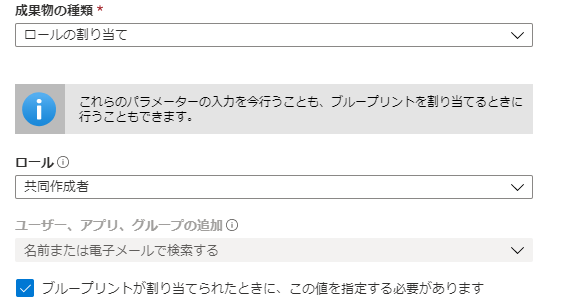 成果物の種類 *
ロールの割り当て
これらのパラメーターの入力を今行うことも、ブループリントを割り当てるときに
行うこともできます。
ロール
共同作成者
ユーザー、アプリ、グループの追加
名前または電子メールで検索する
ブループリントが割り当てられたときに、この値を指定する必要があります